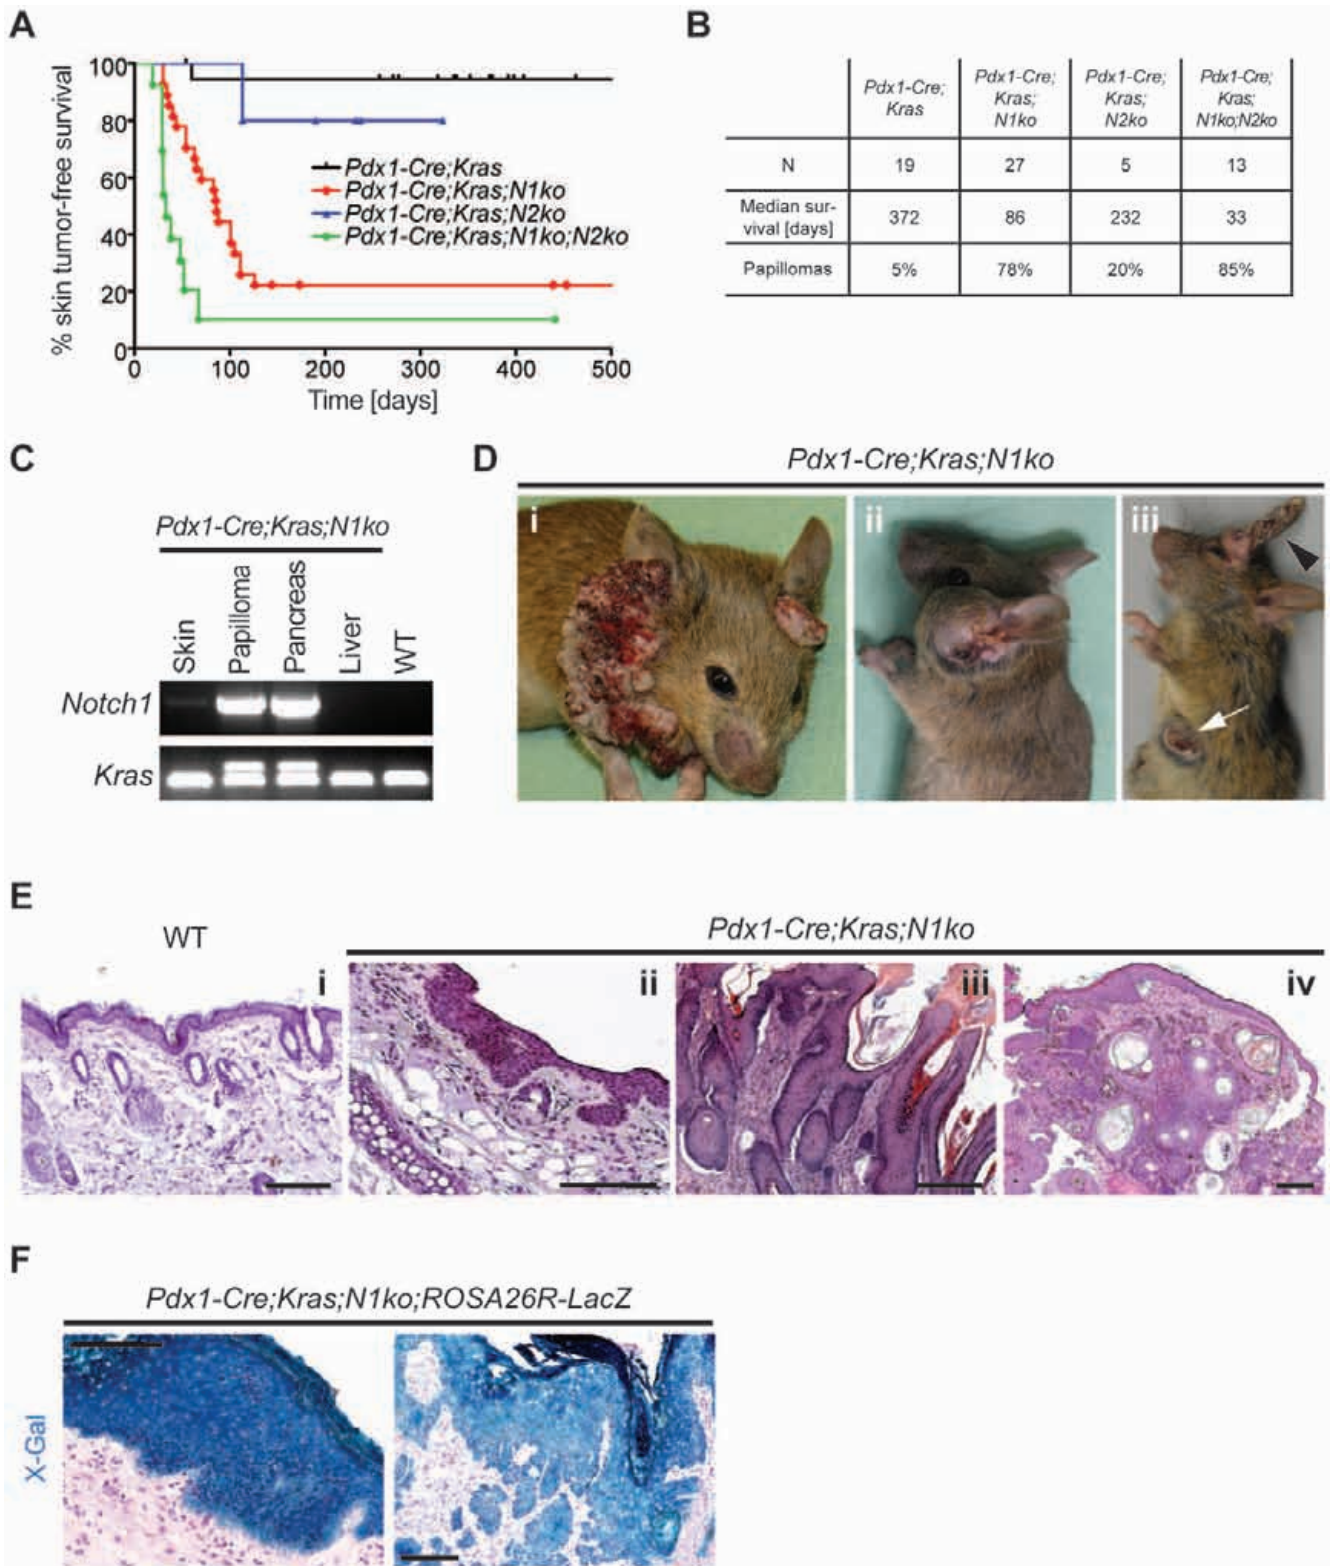 A
% skin tumor-free survival
100
80
60
40
20
0
0 100 200 300 400 500
Time [days]
Pdx1-Cre;Kras
Pdx1-Cre;Kras;N1ko
Pdx1-Cre;Kras;N2ko
Pdx1-Cre;Kras;N1ko;N2ko
B
Pdx1-Cre; Pdx1-Cre; Pdx1-Cre; Pdx1-Cre;
Kras Kras; Kras; Kras;
N1ko N2ko N1ko;N2ko
N 19 27 5 13
Median sur-
vival [days] 372 86 232 33
Papillomas 5% 78% 20% 85%
C
Pdx1-Cre;Kras;N1ko
Skin Papilloma Pancreas Liver WT
Notch1
Kras
D
Pdx1-Cre;Kras;N1ko
i ii iii
E
WT
Pdx1-Cre;Kras;N1ko
i ii iii iv
F
Pdx1-Cre;Kras;N1ko;ROSA26R-LacZ
X-Gal